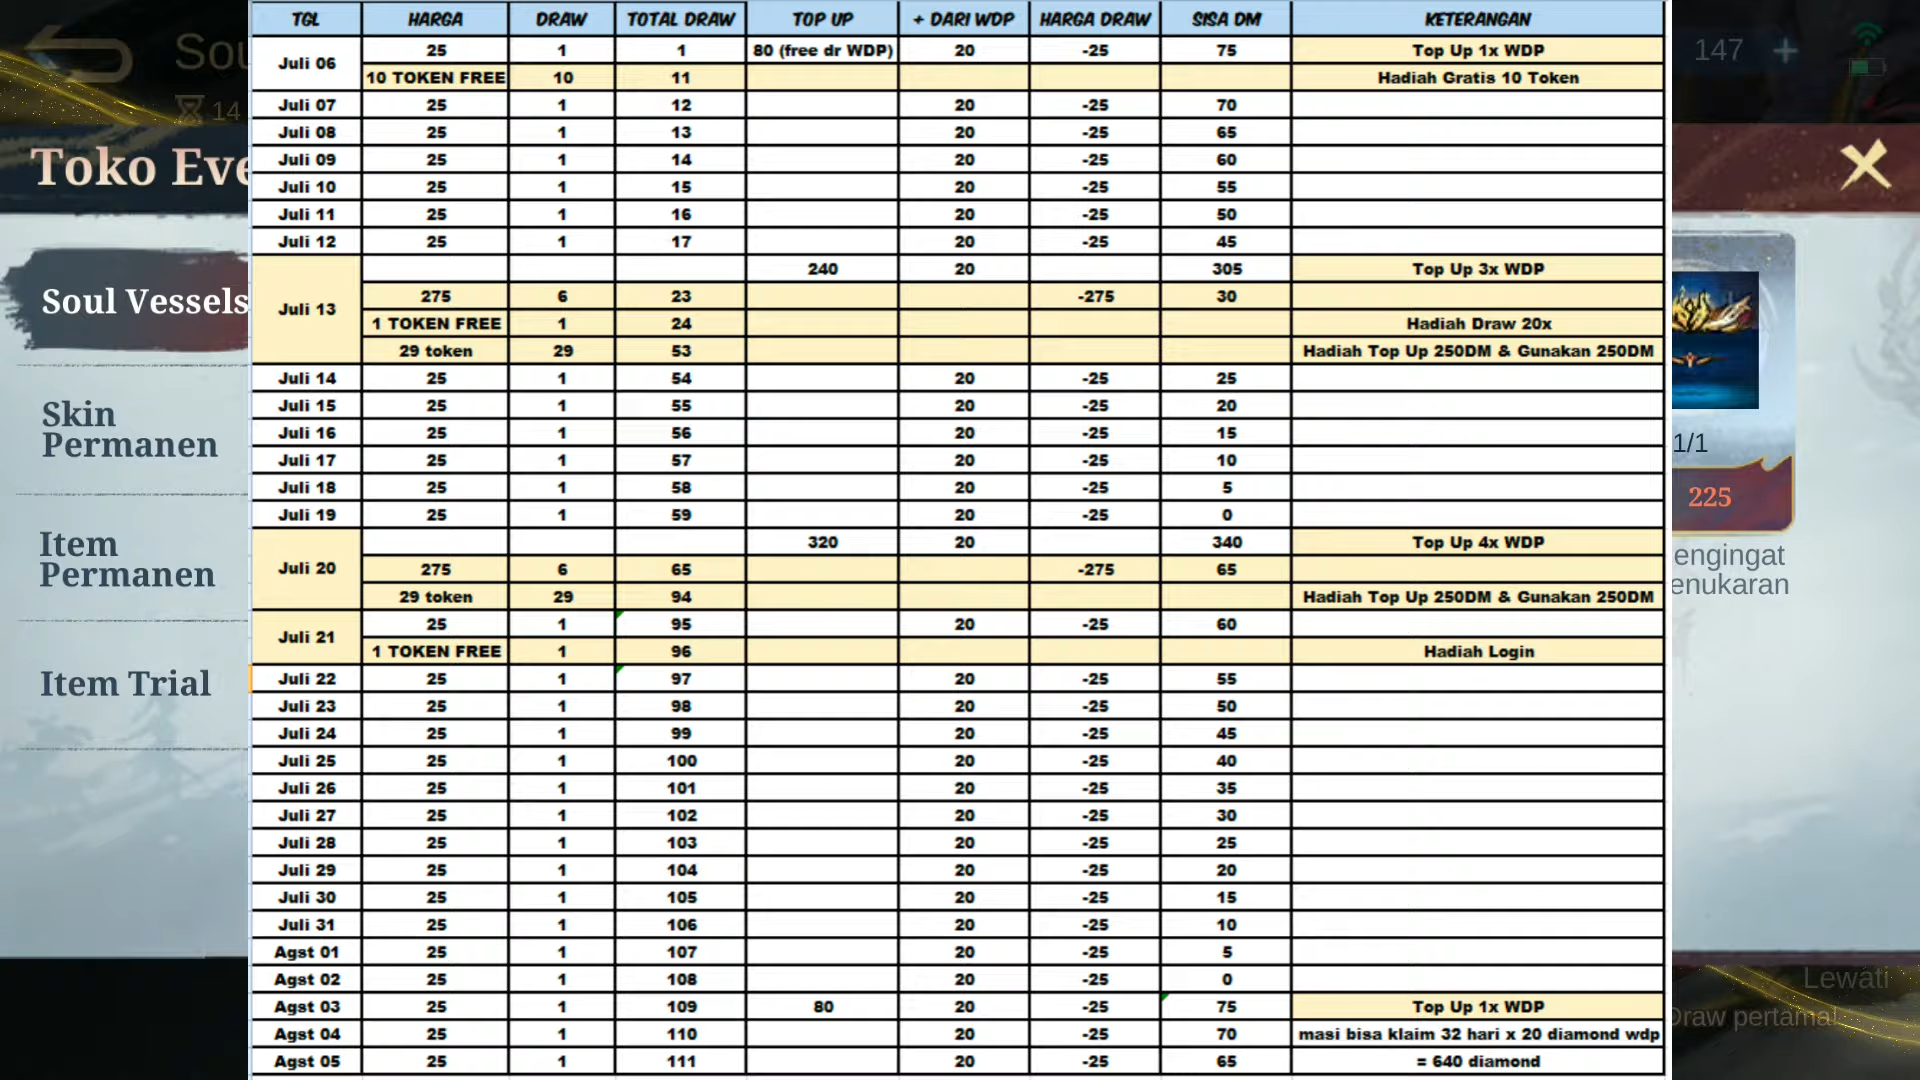 TGL HARGA DRAW TOTAL DRAW TOP UP + DARI WDP HARGA DRAW SISA DM KETERANGAN
Juli 06 25 1 1 80 (free dr WDP) 20 -25 75 Top Up 1x WDP
10 TOKEN FREE 10 11 Hadiah Gratis 10 Token
Juli 07 25 1 12 20 -25 70
Juli 08 25 1 13 20 -25 65
Juli 09 25 1 14 20 -25 60
Juli 10 25 1 15 20 -25 55
Juli 11 25 1 16 20 -25 50
Juli 12 25 1 17 20 -25 45
Juli 13 240 20 305 Top Up 3x WDP
275 6 23 -275 30
1 TOKEN FREE 1 24 Hadiah Draw 20x
29 token 29 53 Hadiah Top Up 250DM & Gunakan 250DM
Juli 14 25 1 54 20 -25 25
Juli 15 25 1 55 20 -25 20
Juli 16 25 1 56 20 -25 15
Juli 17 25 1 57 20 -25 10
Juli 18 25 1 58 20 -25 5
Juli 19 25 1 59 20 -25 0
Juli 20 320 20 340 Top Up 4x WDP
275 6 65 -275 65
29 token 29 94 Hadiah Top Up 250DM & Gunakan 250DM
Juli 21 25 1 95 20 -25 60
1 TOKEN FREE 1 96 Hadiah Login
Juli 22 25 1 97 20 -25 55
Juli 23 25 1 98 20 -25 50
Juli 24 25 1 99 20 -25 45
Juli 25 25 1 100 20 -25 40
Juli 26 25 1 101 20 -25 35
Juli 27 25 1 102 20 -25 30
Juli 28 25 1 103 20 -25 25
Juli 29 25 1 104 20 -25 20
Juli 30 25 1 105 20 -25 15
Juli 31 25 1 106 20 -25 10
Agst 01 25 1 107 20 -25 5
Agst 02 25 1 108 20 -25 0
Agst 03 25 1 109 80 20 -25 75 Top Up 1x WDP
Agst 04 25 1 110 20 -25 70 masi bisa klaim 32 hari x 20 diamond wdp
Agst 05 25 1 111 20 -25 65 = 640 diamond
Sou
14
147 +
Toko Eve
Soul Vessels
Skin
Permanen
Item
Permanen
Item Trial
1/1
225
engingat
enukaran
Lewati
Draw pertama!